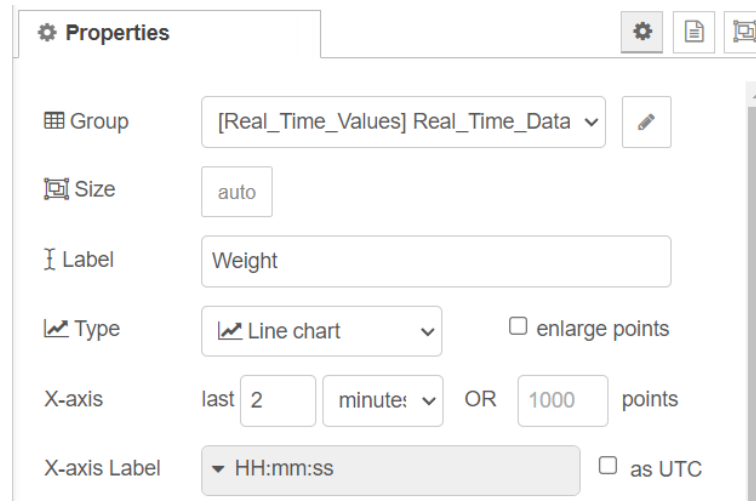 Properties
Group [Real_Time_Values] Real_Time_Data
Size auto
Label Weight
Type Line chart enlarge points
X-axis last 2 minutes OR 1000 points
X-axis Label HH:mm:ss as UTC